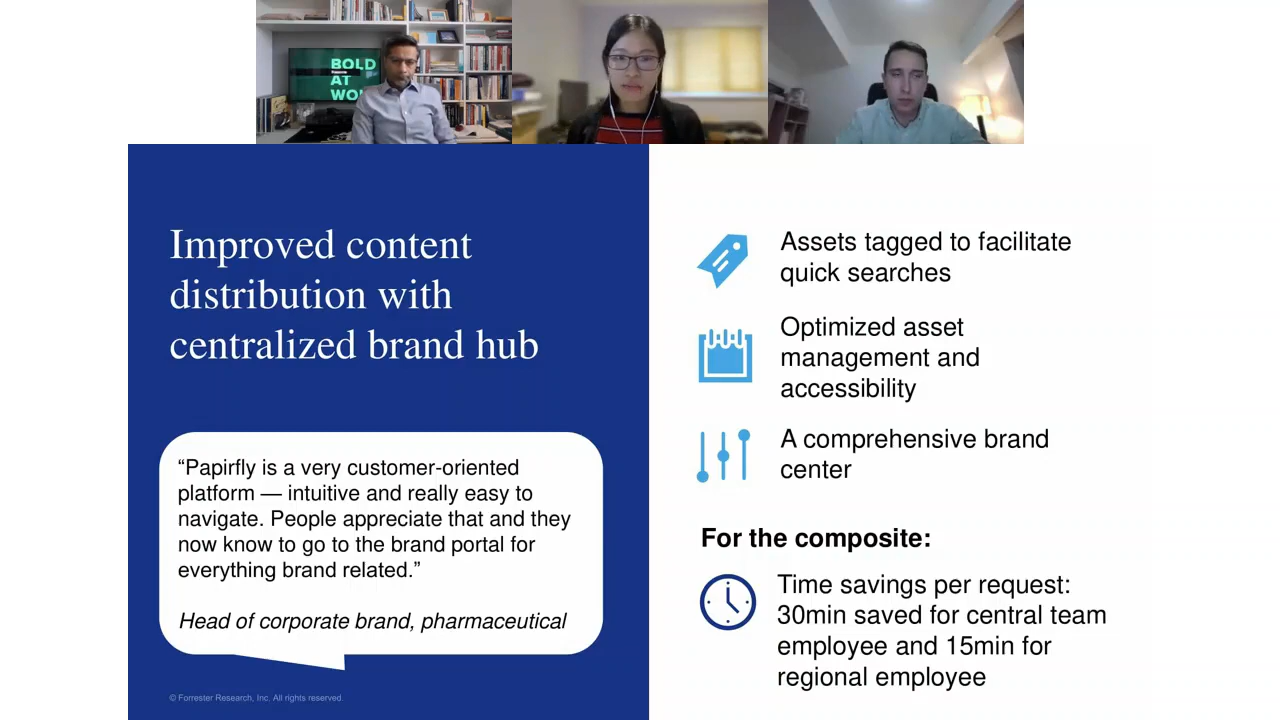 BOLD
AT
Improved content
distribution with
centralized brand hub
“Papirfly is a very customer-oriented
platform — intuitive and really easy to
navigate. People appreciate that and they
now know to go to the brand portal for
everything brand related.”
Head of corporate brand, pharmaceutical
© Forrester Research, Inc. All rights reserved.
Assets tagged to facilitate
quick searches
Optimized asset
management and
accessibility
A comprehensive brand
center
For the composite:
Time savings per request:
30min saved for central team
employee and 15min for
regional employee